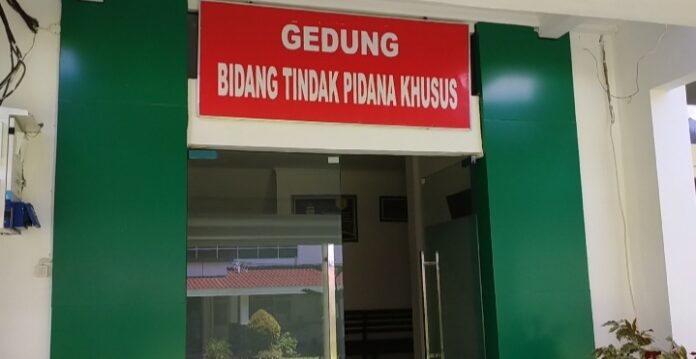 GEDUNG
BIDANG TINDAK PIDANA KHUSUS